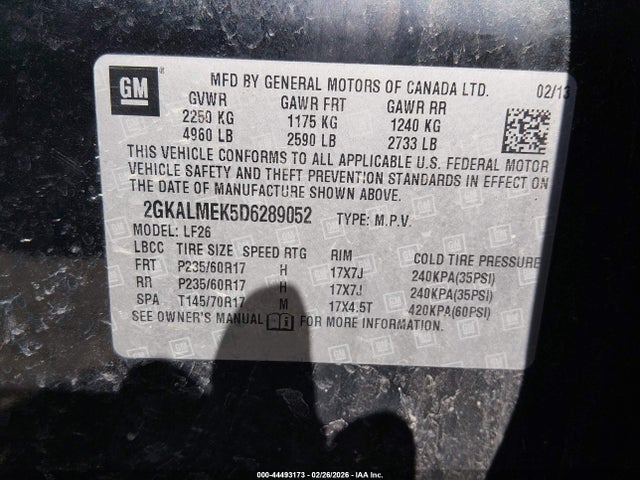 GM
MFD BY GENERAL MOTORS OF CANADA LTD. 02/13
GVWR GAWR FRT GAWR RR
2250 KG 1175 KG 1240 KG
4960 LB 2590 LB 2733 LB
THIS VEHICLE CONFORMS TO ALL APPLICABLE U.S. FEDERAL MOTOR
VEHICLE SAFETY AND THEFT PREVENTION STANDARDS IN EFFECT ON
THE DATE OF MANUFACTURE SHOWN ABOVE.
2GKALMEK5D6289052 TYPE: M.P.V.
MODEL: LF26
LBCC TIRE SIZE SPEED RTG RIM COLD TIRE PRESSURE
FRT P235/60R17 H 17X7J 240KPA(35PSI)
RR P235/60R17 H 17X7J 240KPA(35PSI)
SPA T145/70R17 M 17X4.5T 420KPA(60PSI)
SEE OWNER'S MANUAL FOR MORE INFORMATION.
000-44493173 - 02/26/2026 - IAA Inc.